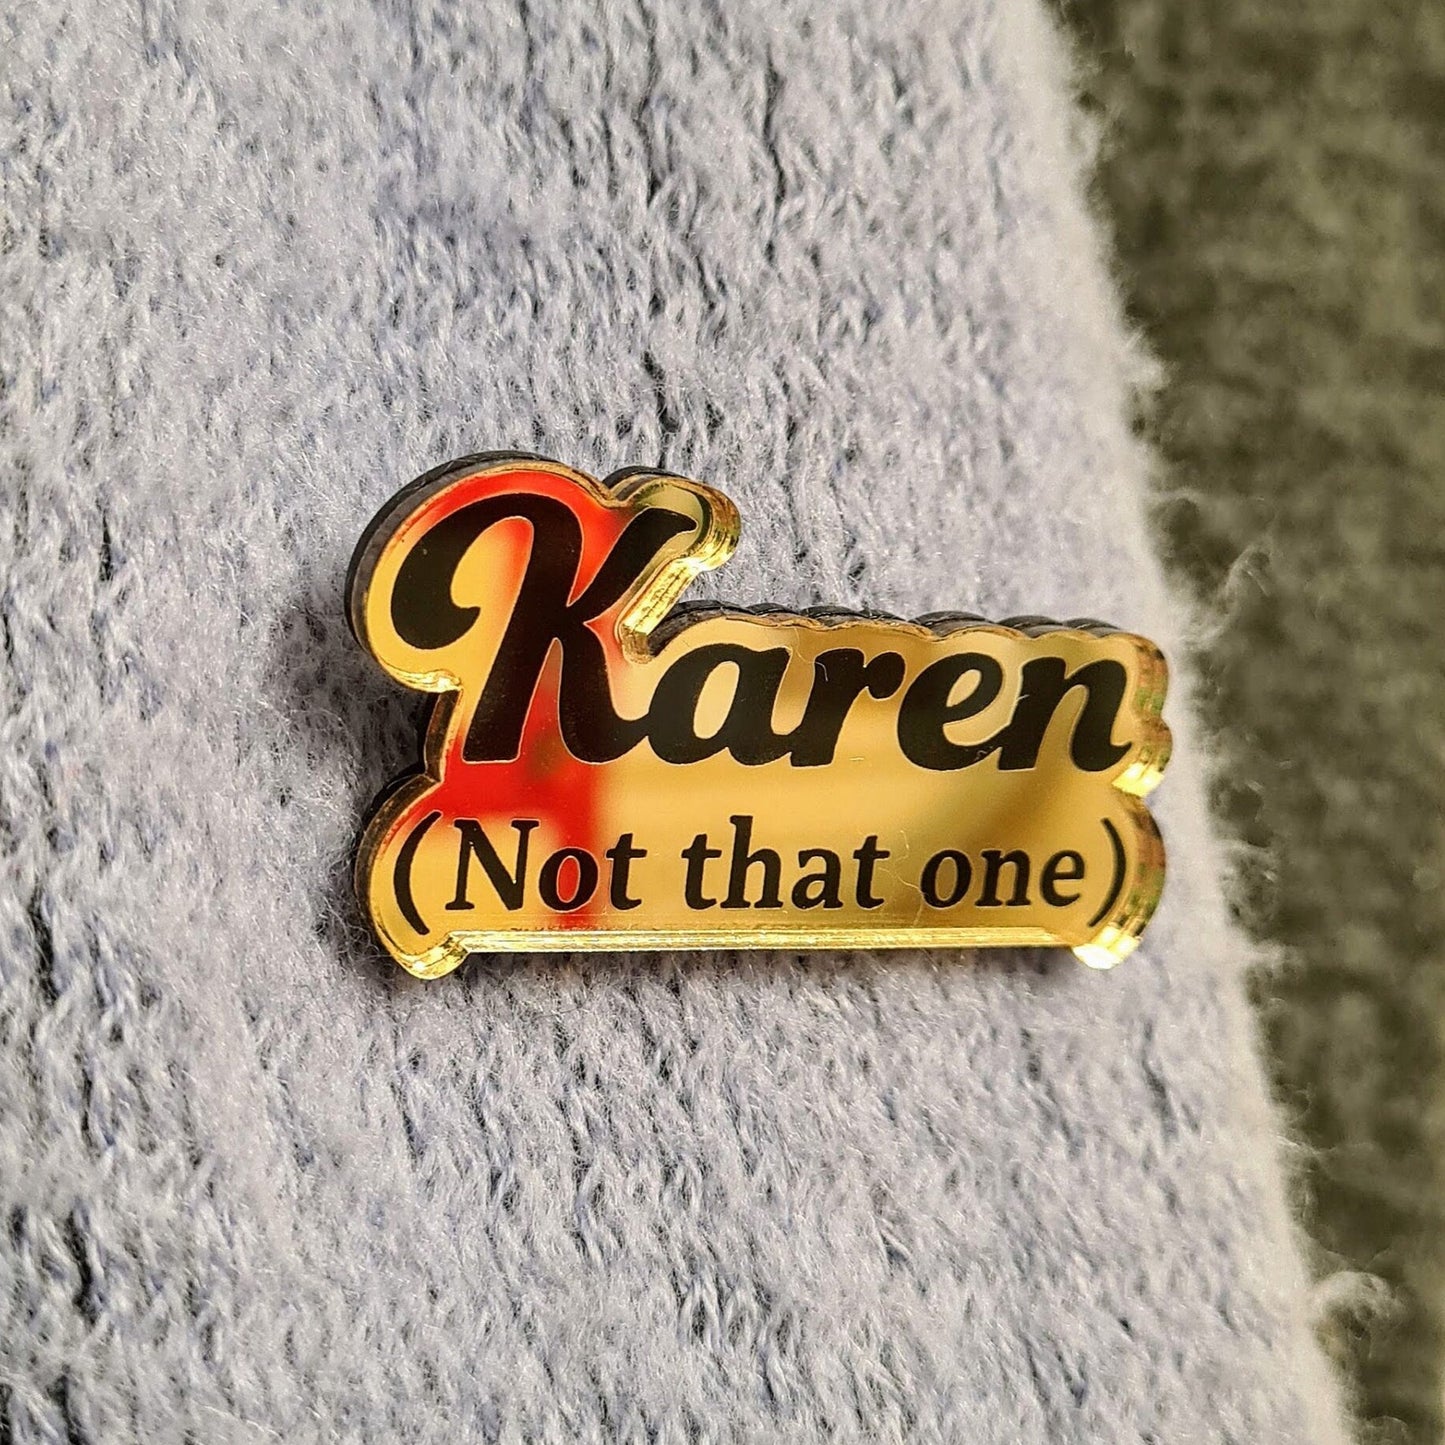 Karen
(Not that one)